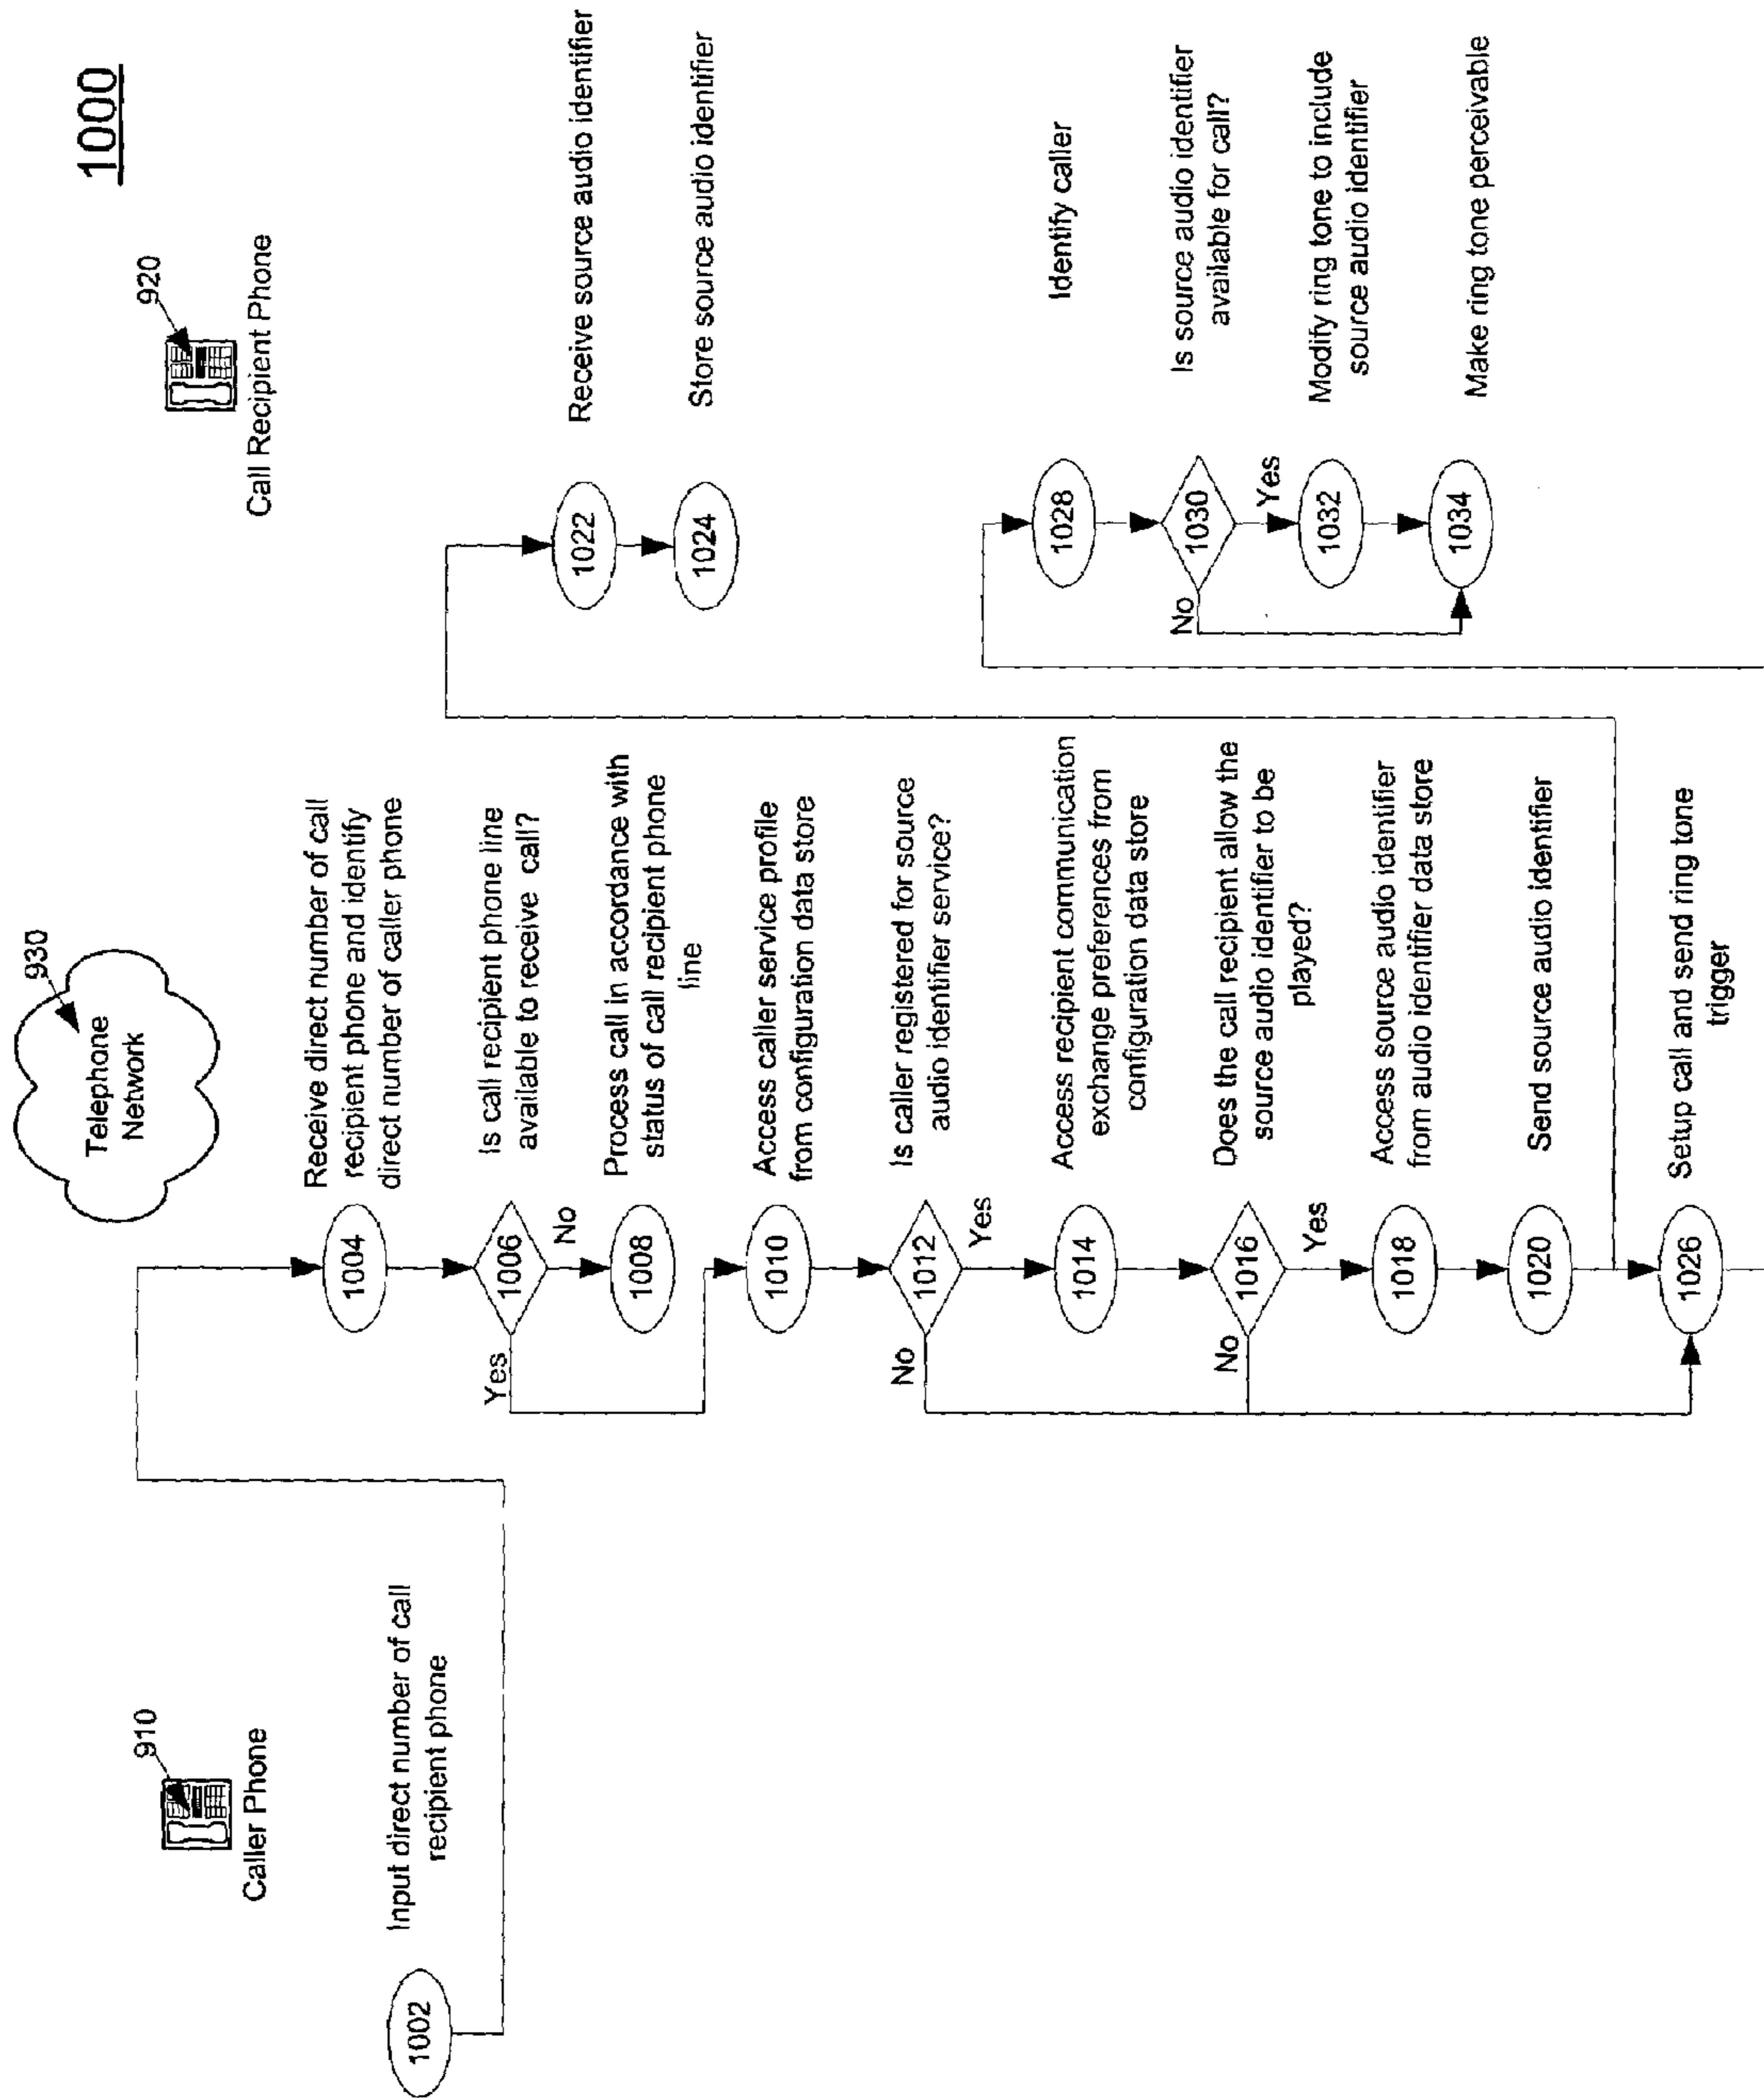 1000
910
Caller Phone
930
Telephone
Network
920
Call Recipient Phone
1002
Input direct number of call
recipient phone
1004
Receive direct number of call
recipient phone and identify
direct number of caller phone
1006
Is call recipient phone line
available to receive call?
Yes
No
1008
Process call in accordance with
status of call recipient phone
line
1010
Access caller service profile
from configuration data store
1012
Is caller registered for source
audio identifier service?
No
Yes
1014
Access recipient communication
exchange preferences from
configuration data store
1016
Does the call recipient allow the
source audio identifier to be
played?
No
Yes
1018
Access source audio identifier
from audio identifier data store
1020
Send source audio identifier
1026
Setup call and send ring tone
trigger
1022
Receive source audio identifier
1024
Store source audio identifier
1028
Identify caller
1030
Is source audio identifier
available for call?
No
Yes
1032
Modify ring tone to include
source audio identifier
1034
Make ring tone perceivable